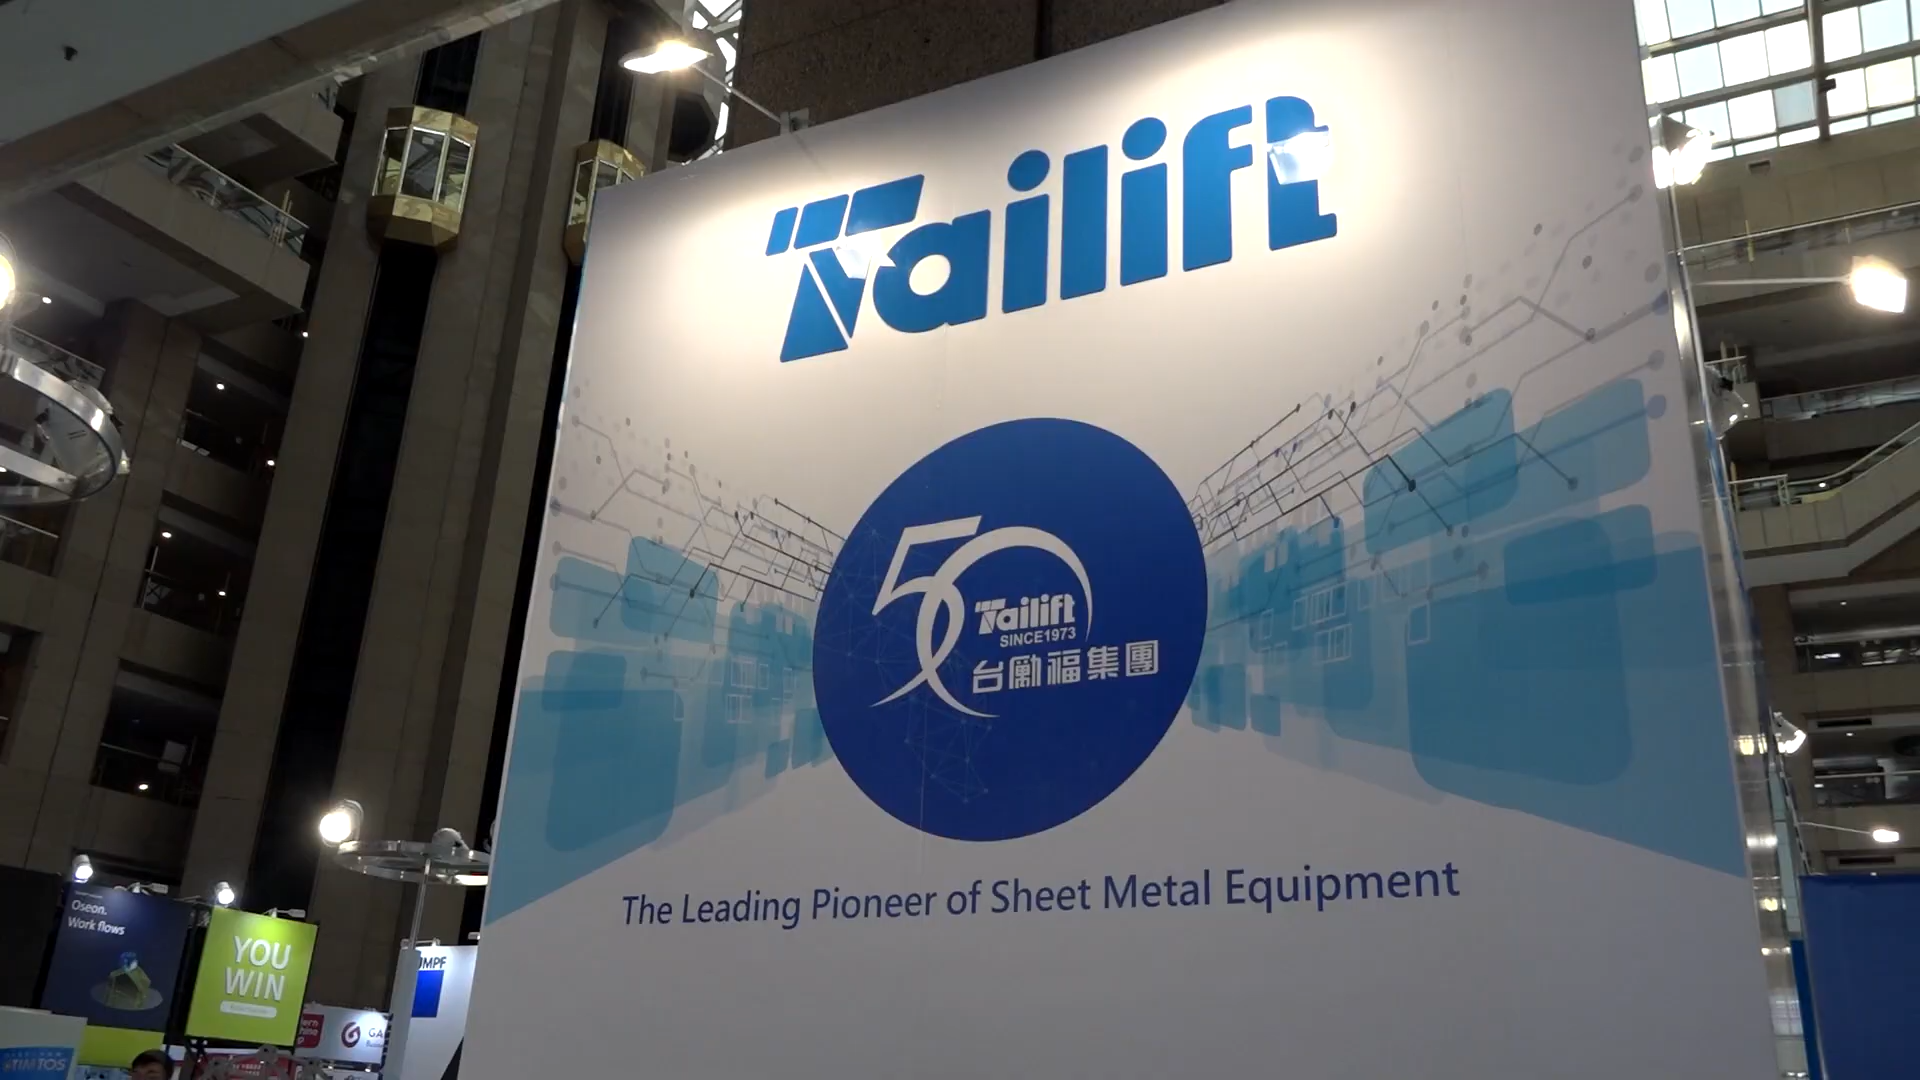 Tailift
50
Tailift
SINCE1973
台勵福集團
The Leading Pioneer of Sheet Metal Equipment
Oseon.
Work flows
YOU
WIN
TIMTOS